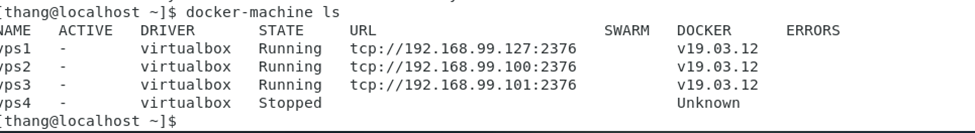 [thang@localhost ~]$ docker-machine ls
NAME ACTIVE DRIVER STATE URL SWARM DOCKER ERRORS
vps1 - virtualbox Running tcp://192.168.99.127:2376 v19.03.12
vps2 - virtualbox Running tcp://192.168.99.100:2376 v19.03.12
vps3 - virtualbox Running tcp://192.168.99.101:2376 v19.03.12
vps4 - virtualbox Stopped Unknown
[thang@localhost ~]$